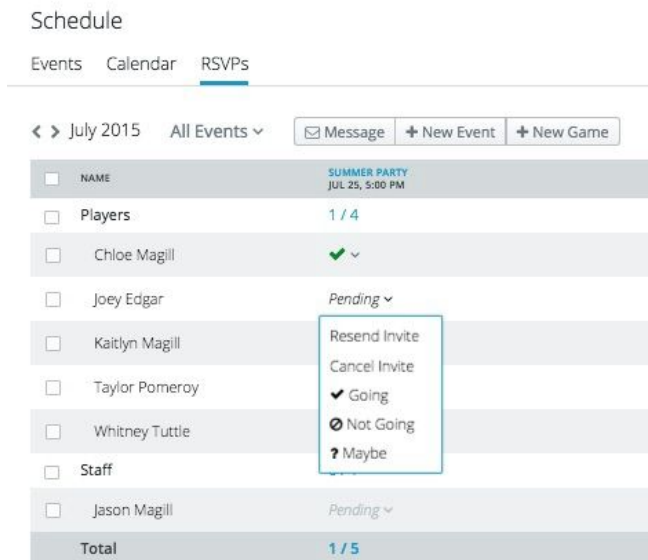 Schedule
Events Calendar RSVPs
July 2015 All Events Message + New Event + New Game
NAME SUMMER PARTY
JUL 25, 5:00 PM
Players 1 / 4
Chloe Magill
Joey Edgar Pending
Resend Invite
Kaitlyn Magill
Cancel Invite
Taylor Pomeroy Going
Whitney Tuttle Not Going
? Maybe
Staff
Jason Magill Pending
Total 1 / 5